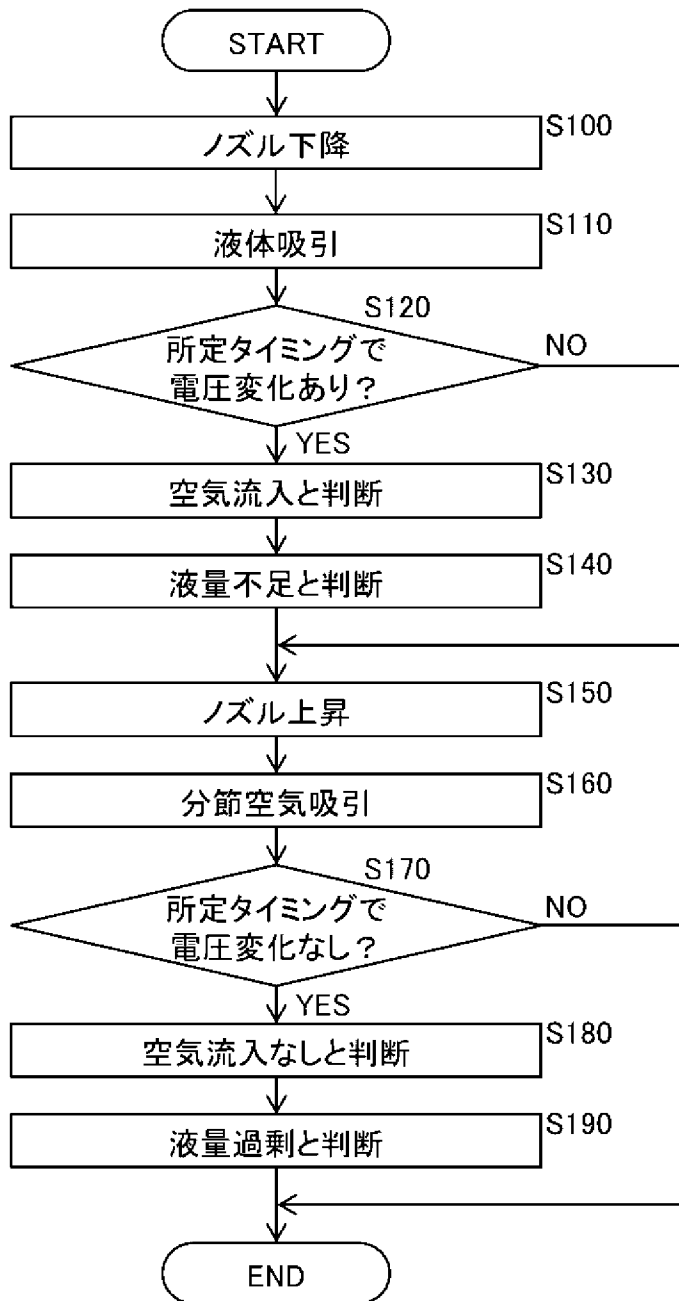 START
S100
ノズル下降
S110
液体吸引
S120
所定タイミングで
電圧変化あり?
NO
YES
S130
空気流入と判断
S140
液量不足と判断
S150
ノズル上昇
S160
分節空気吸引
S170
所定タイミングで
電圧変化なし?
NO
YES
S180
空気流入なしと判断
S190
液量過剰と判断
END